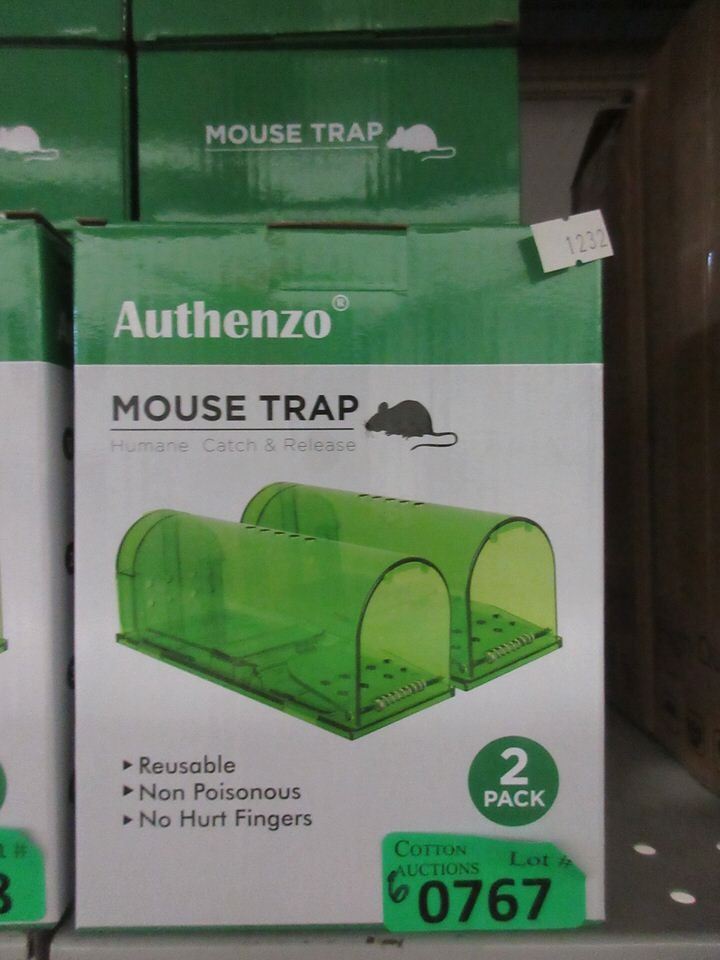 MOUSE TRAP
1232
Authenzo®
MOUSE TRAP
Humane Catch & Release
Reusable
Non Poisonous
No Hurt Fingers
2
PACK
COTTON
AUCTIONS
Lot #
6
0767
#